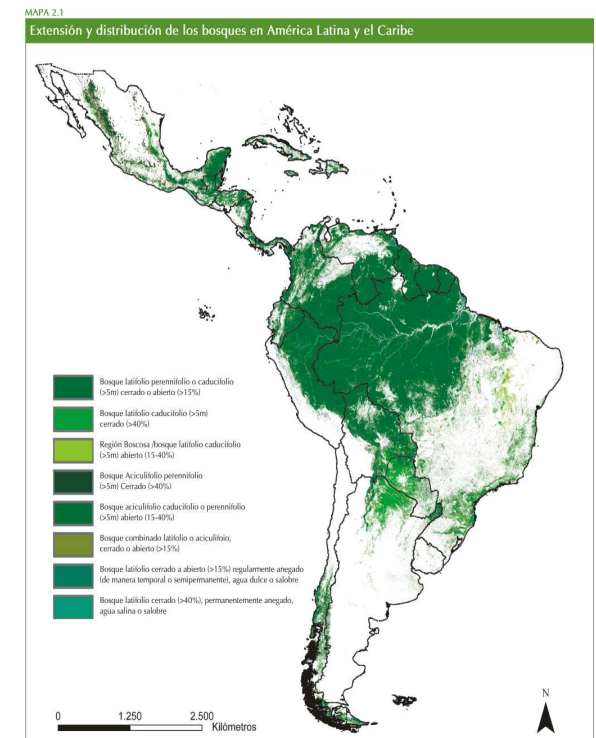 MAPA 2.1
Extensión y distribución de los bosques en América Latina y el Caribe
Bosque latifolio perennifolio o caducifolio
(>5m) cerrado o abierto (>15%)
Bosque latifolio caducifolio (>5m)
cerrado (>40%)
Región Boscosa /bosque latifolio caducifolio
(>5m) abierto (15-40%)
Bosque Aciculifolio perennifolio
(>5m) Cerrado (>40%)
Bosque aciculifolio caducifolio o perennifolio
(>5m) abierto (15-40%)
Bosque combinado latifolio o aciculifoio,
cerrado o abierto (>15%)
Bosque latifolio cerrado a abierto (>15%) regularmente anegado
(de manera temporal o semipermanente), agua dulce o salobre
Bosque latifolio cerrado (>40%), permanentemente anegado,
agua salina o salobre
0 1.250 2.500
Kilómetros
N